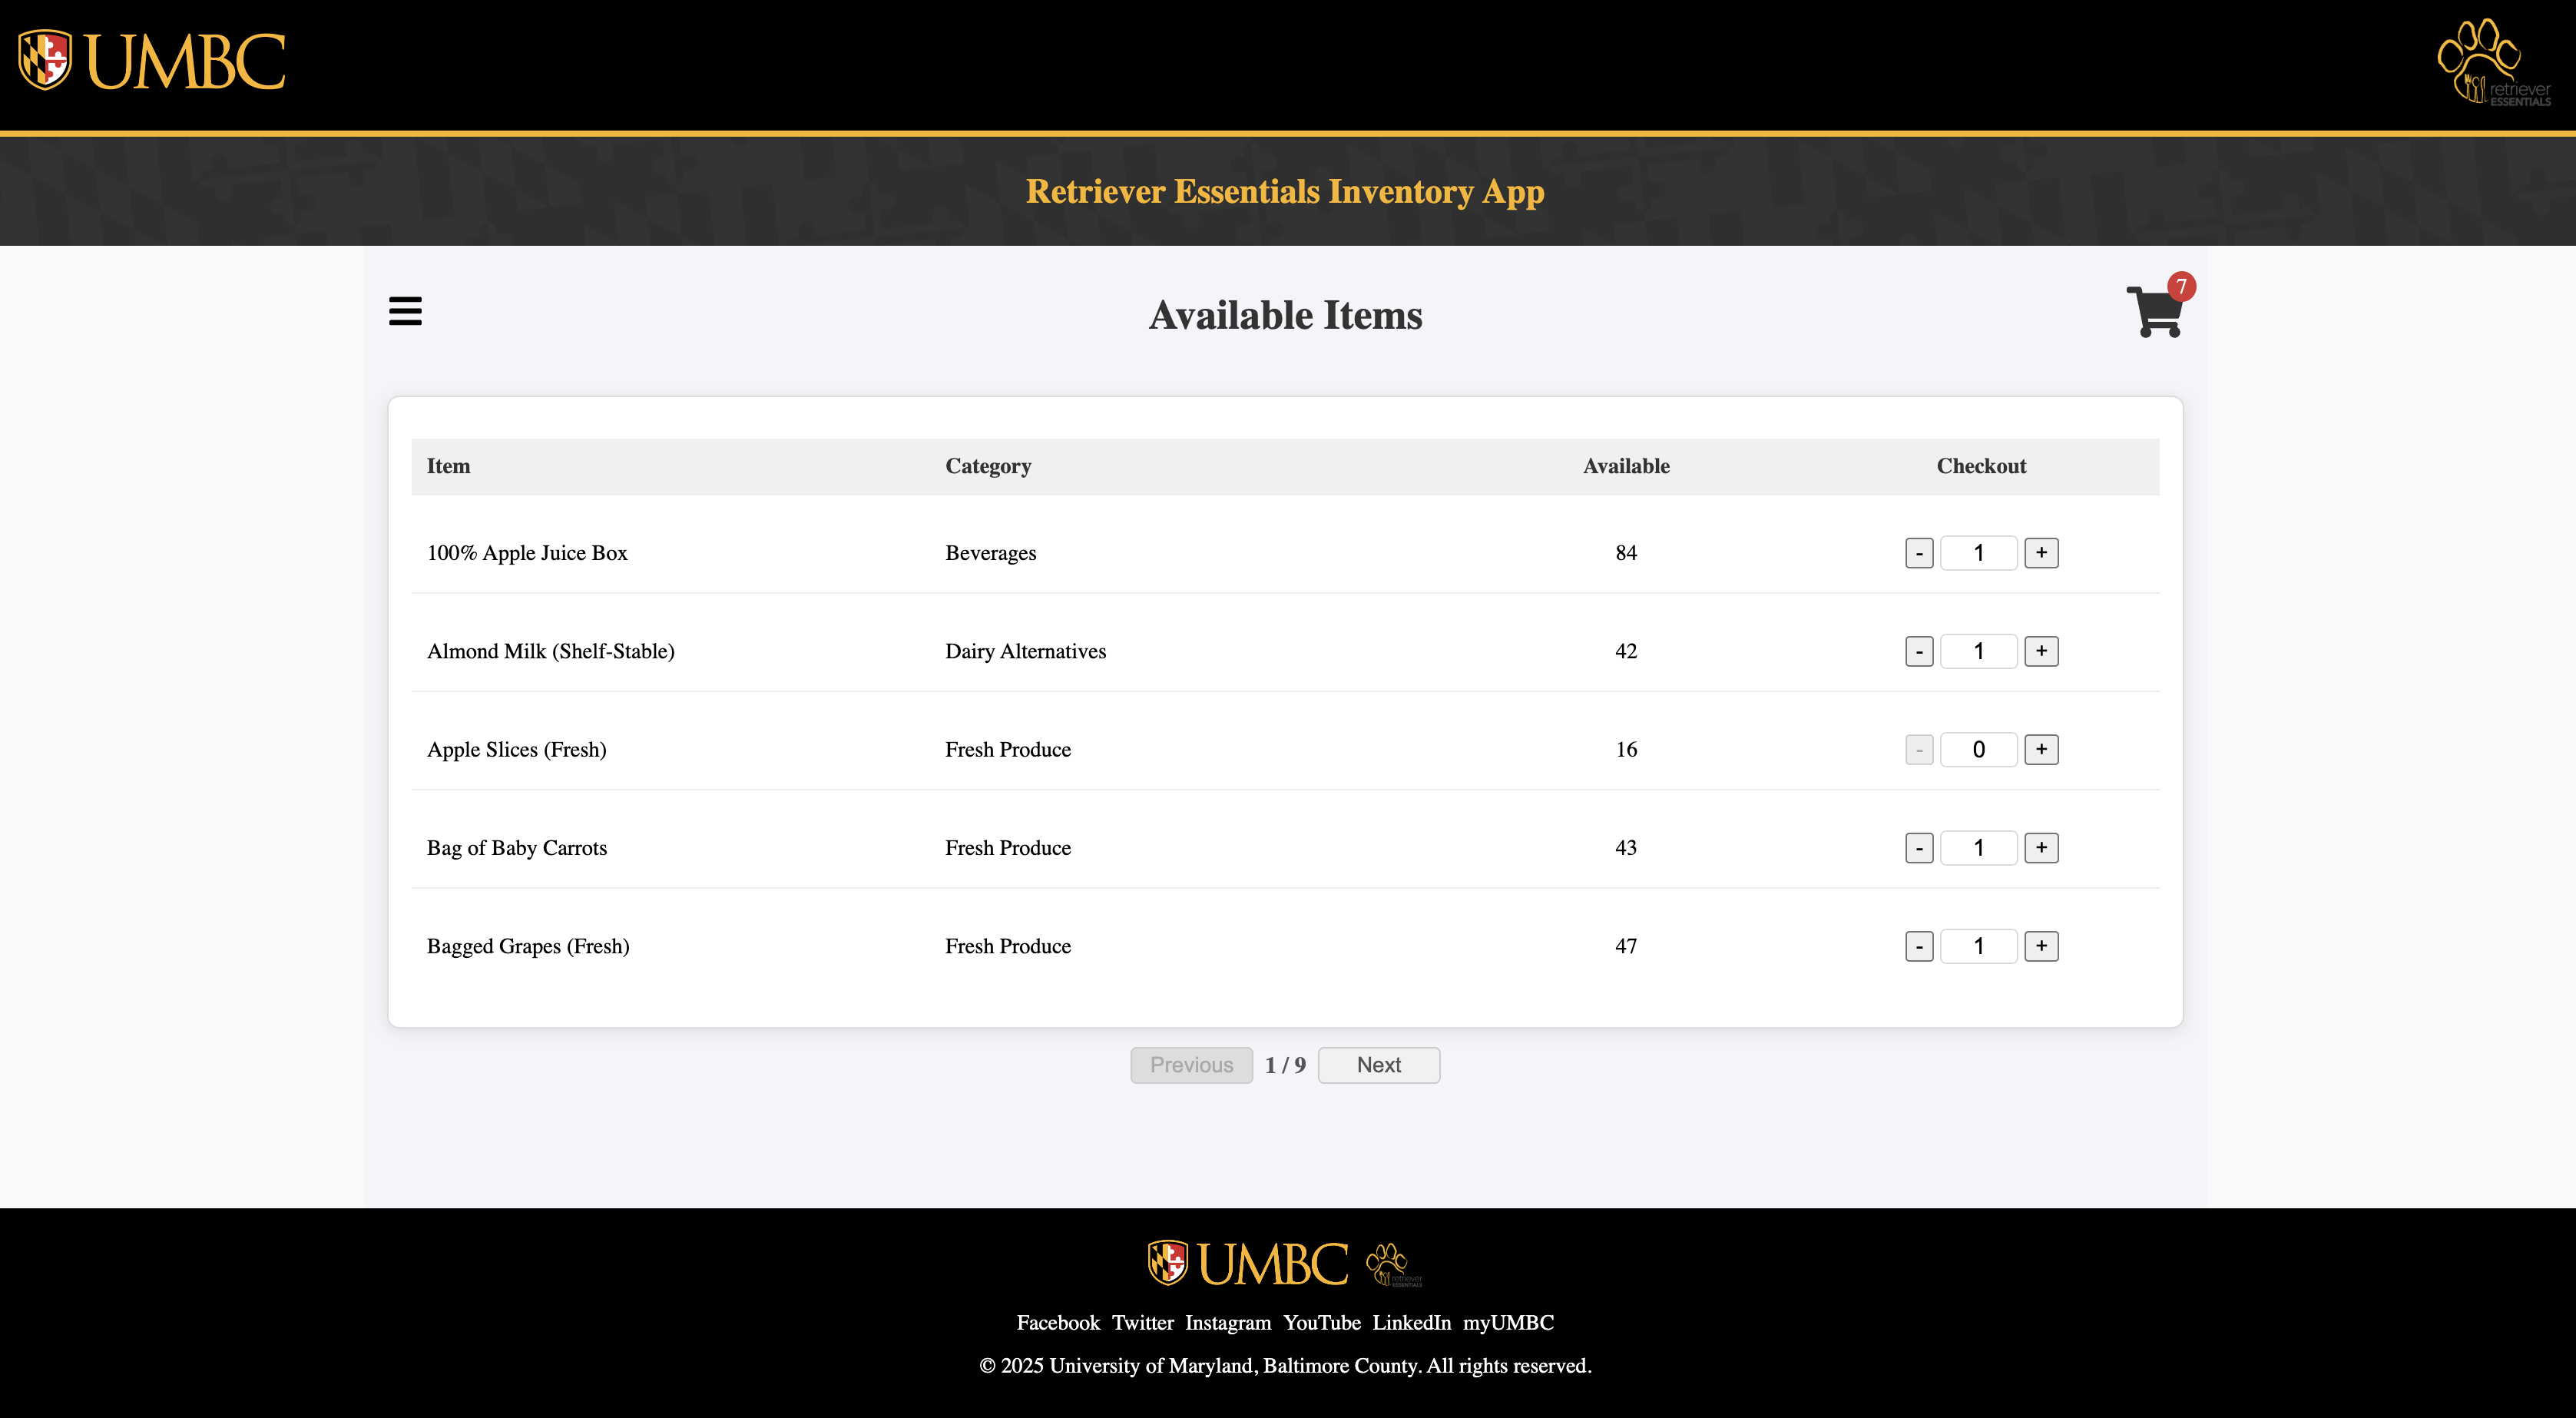 UMBC
retriever
ESSENTIALS
Retriever Essentials Inventory App
Available Items
7
Item Category Available Checkout
100% Apple Juice Box Beverages 84 - 1 +
Almond Milk (Shelf-Stable) Dairy Alternatives 42 - 1 +
Apple Slices (Fresh) Fresh Produce 16 - 0 +
Bag of Baby Carrots Fresh Produce 43 - 1 +
Bagged Grapes (Fresh) Fresh Produce 47 - 1 +
Previous 1 / 9 Next
UMBC
retriever
ESSENTIALS
Facebook Twitter Instagram YouTube LinkedIn myUMBC
© 2025 University of Maryland, Baltimore County. All rights reserved.